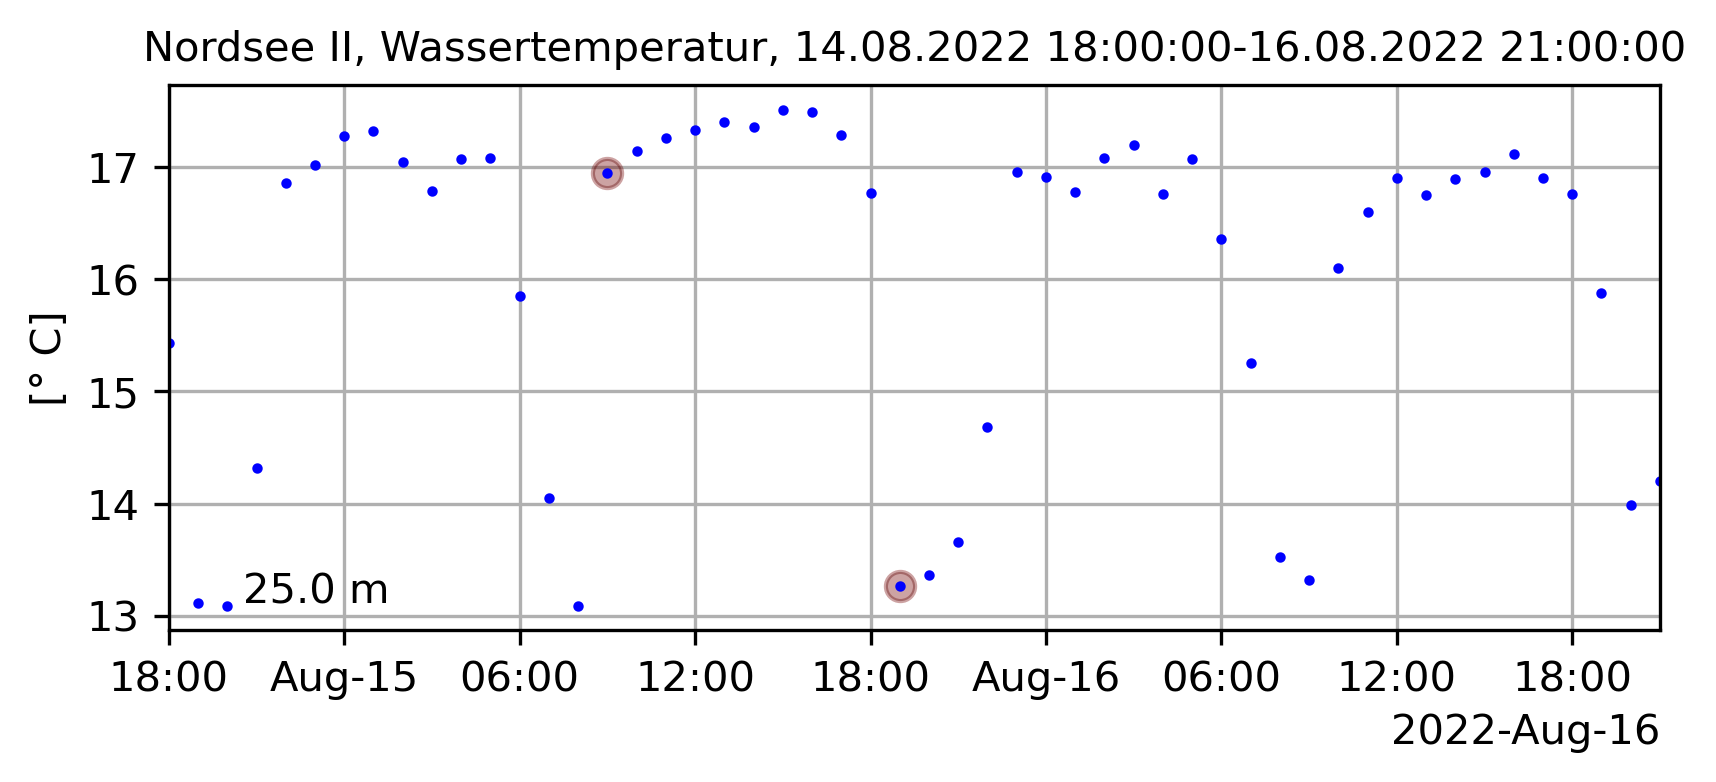 Nordsee II, Wassertemperatur, 14.08.2022 18:00:00-16.08.2022 21:00:00
[° C]
17
16
15
14
13
25.0 m
18:00 Aug-15 06:00 12:00 18:00 Aug-16 06:00 12:00 18:00
2022-Aug-16